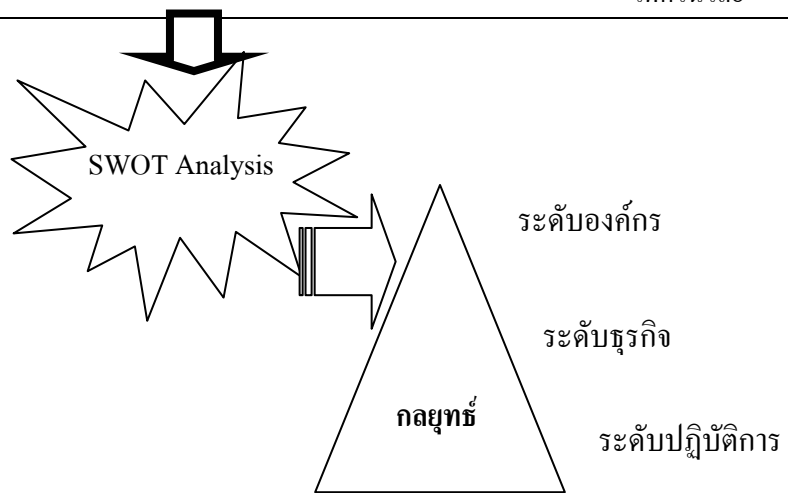 SWOT Analysis
ระดับองค์กร
ระดับธุรกิจ
กลยุทธ์
ระดับปฏิบัติการ